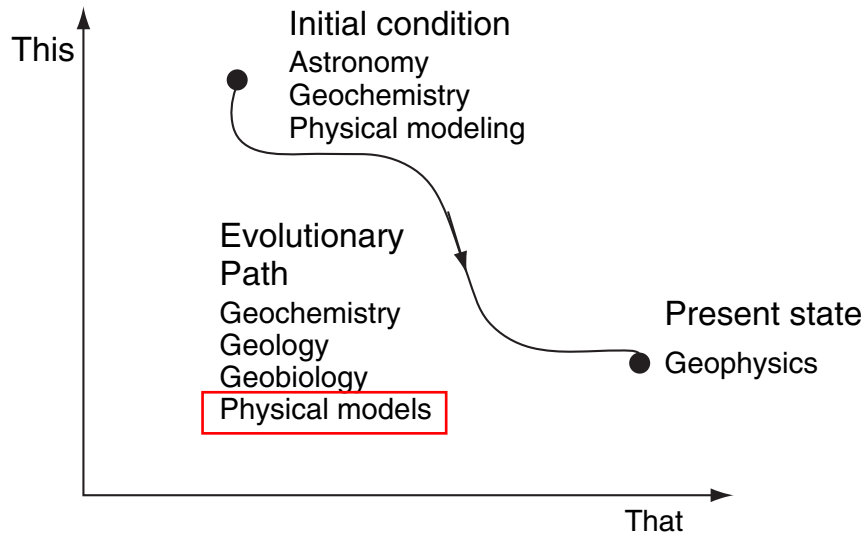 This
Initial condition
Astronomy
Geochemistry
Physical modeling
Evolutionary
Path
Geochemistry
Geology
Geobiology
Physical models
Present state
Geophysics
That